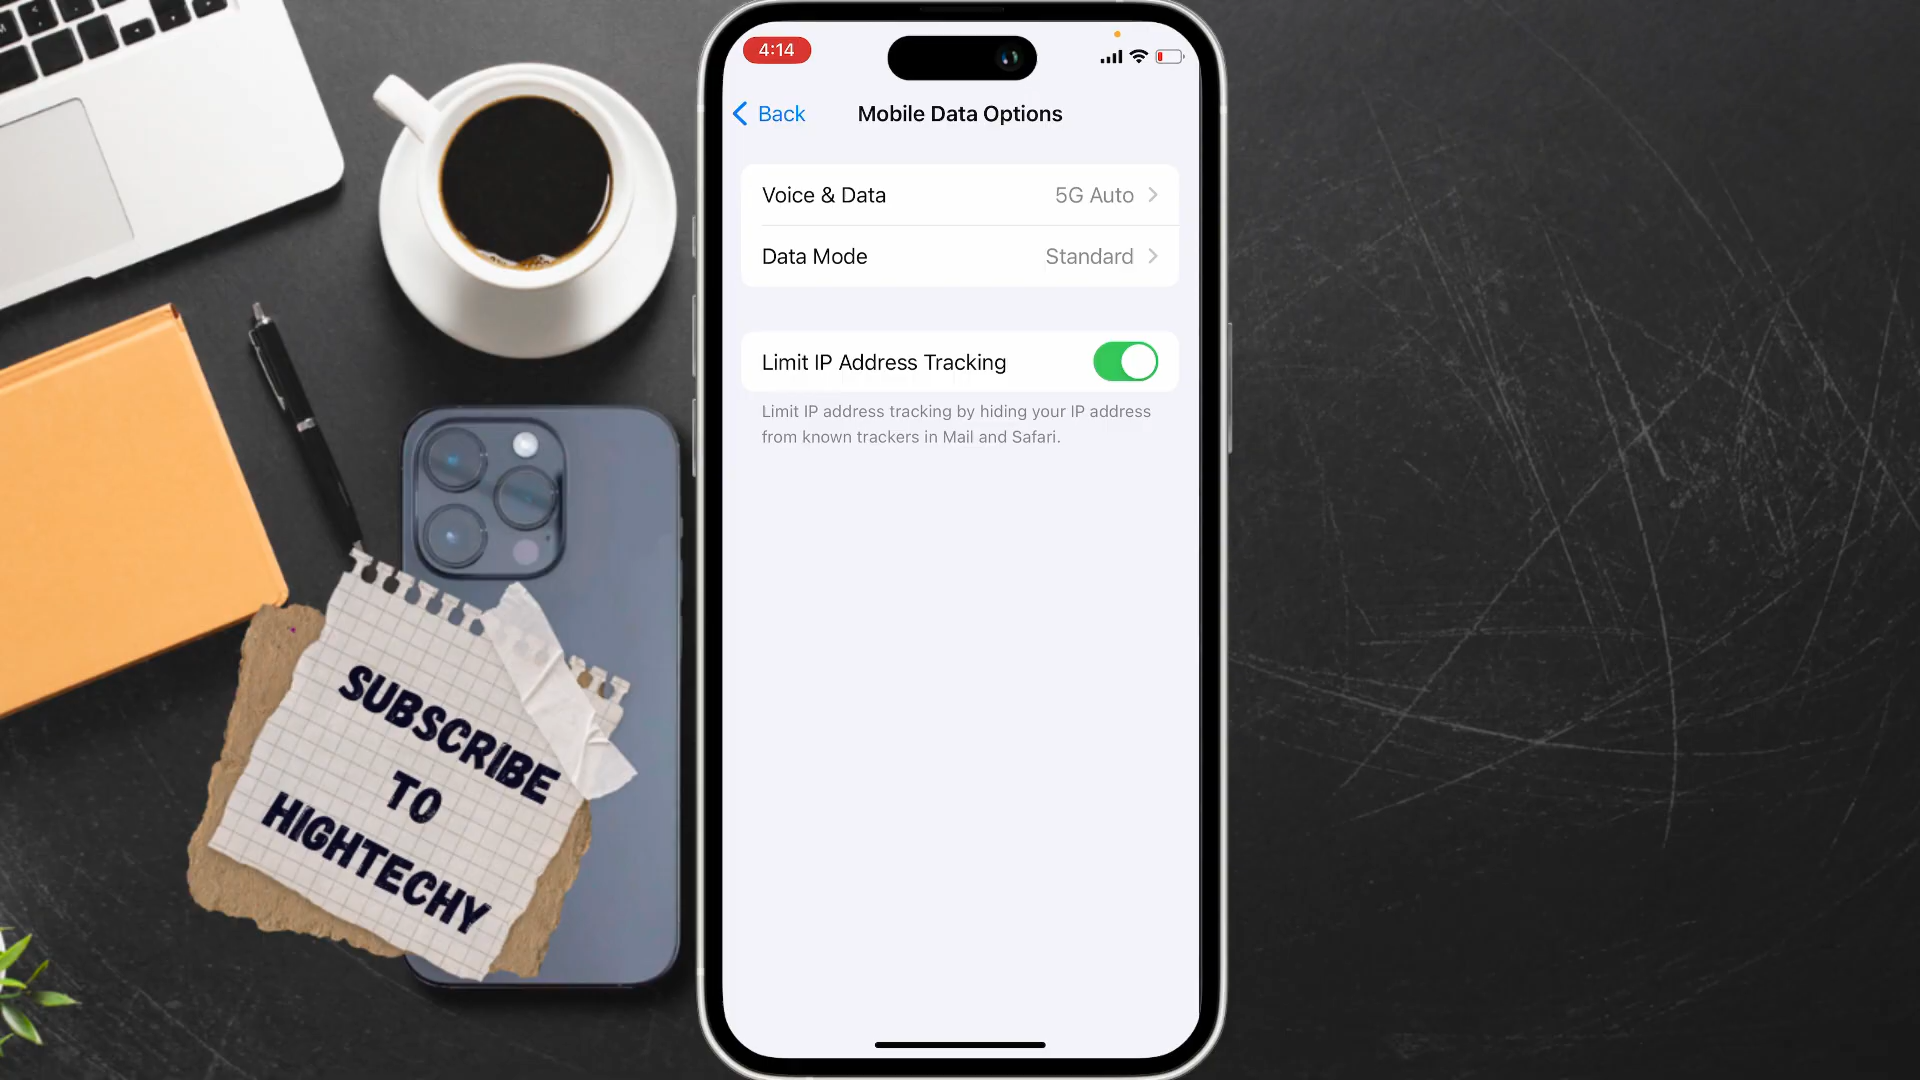 4:14
Back
Mobile Data Options
Voice & Data 5G Auto
Data Mode Standard
Limit IP Address Tracking
Limit IP address tracking by hiding your IP address
from known trackers in Mail and Safari.
SUBSCRIBE
TO
HIGHTECHY